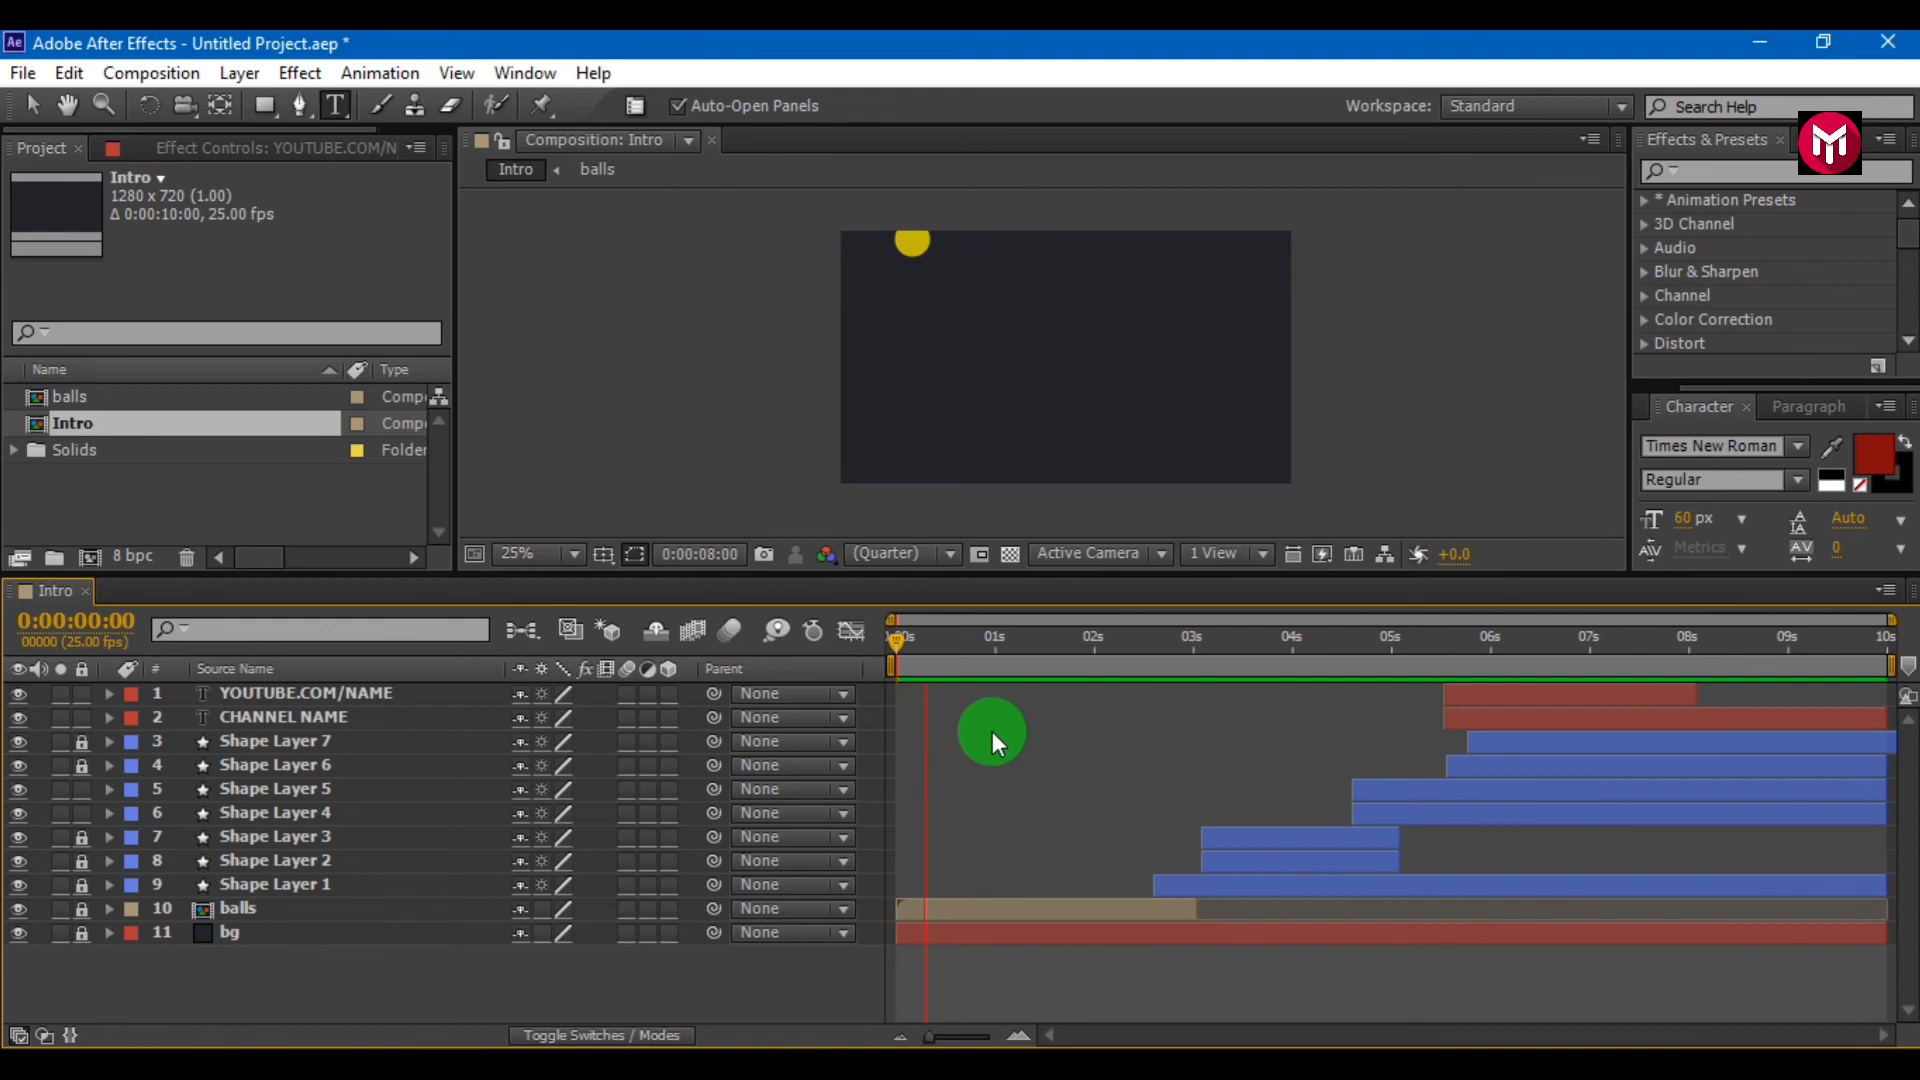 Ae Adobe After Effects - Untitled Project.aep *
File Edit Composition Layer Effect Animation View Window Help
T Auto-Open Panels Workspace: Standard Search Help
Project × Effect Controls: YOUTUBE.COM/N Composition: Intro × Effects & Presets ×
Intro balls
Intro
1280 x 720 (1.00)
Δ 0:00:10:00, 25.00 fps
* Animation Presets
3D Channel
Audio
Blur & Sharpen
Channel
Color Correction
Distort
Name Type
balls Comp
Intro Comp
Solids Folder
8 bpc
25% 0:00:08:00 (Quarter) Active Camera 1 View +0.0
Character × Paragraph
Times New Roman
Regular
60 px Auto
Metrics 0
Intro ×
0:00:00:00
00000 (25.00 fps)
00s 01s 02s 03s 04s 05s 06s 07s 08s 09s 10s
# Source Name fx Parent
1 T YOUTUBE.COM/NAME None
2 T CHANNEL NAME None
3 Shape Layer 7 None
4 Shape Layer 6 None
5 Shape Layer 5 None
6 Shape Layer 4 None
7 Shape Layer 3 None
8 Shape Layer 2 None
9 Shape Layer 1 None
10 balls None
11 bg None
Toggle Switches / Modes